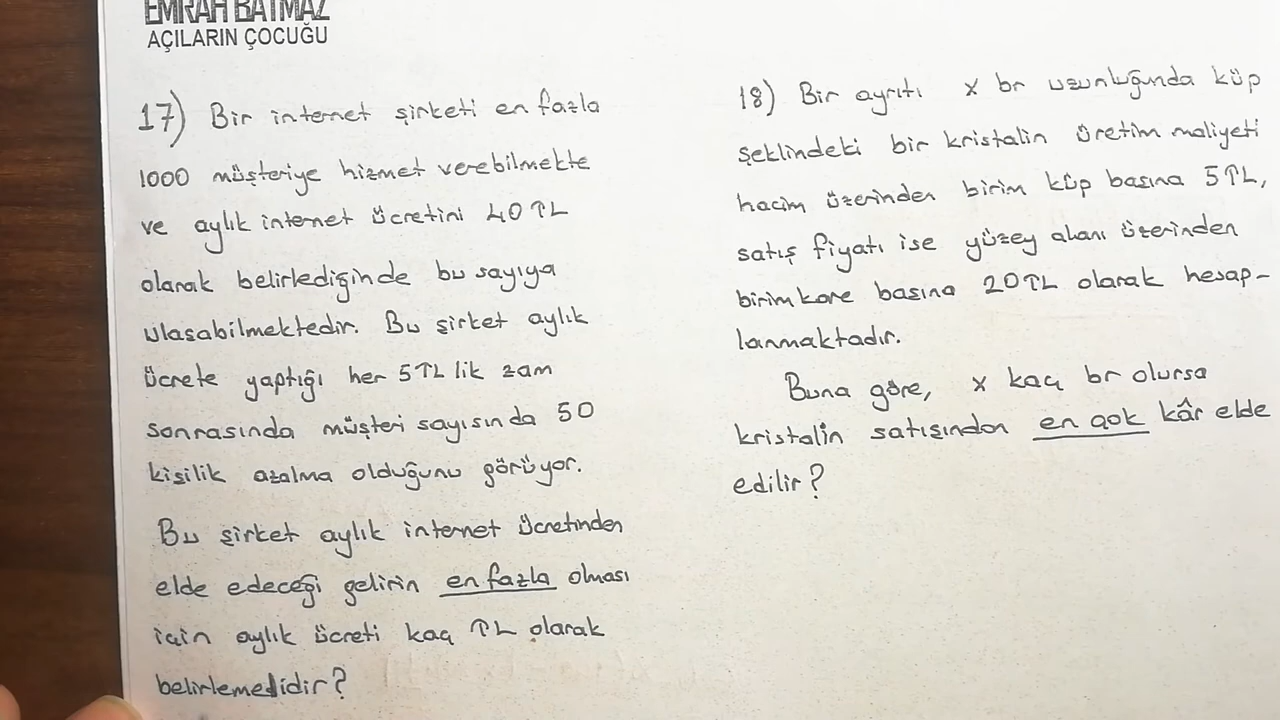 EMRAH BATMAZ
AÇILARIN ÇOCUĞU
17) Bir internet şirketi en fazla
1000 müşteriye hizmet verebilmekte
ve aylık internet ücretini 40 TL
olarak belirlediğinde bu sayıya
ulaşabilmektedir. Bu şirket aylık
ücrete yaptığı her 5 TL lik zam
sonrasında müşteri sayısında 50
kişilik azalma olduğunu görüyor.
Bu şirket aylık internet ücretinden
elde edeceği gelirin en fazla olması
için aylık ücreti kaç TL olarak
belirlemelidir?
18) Bir ayrıtı x br uzunluğunda küp
şeklindeki bir kristalin üretim maliyeti
hacim üzerinden birim küp başına 5 TL,
satış fiyatı ise yüzey alanı üzerinden
birimkare başına 20 TL olarak hesap-
lanmaktadır.
Buna göre, x kaç br olursa
kristalin satışından en çok kâr elde
edilir?